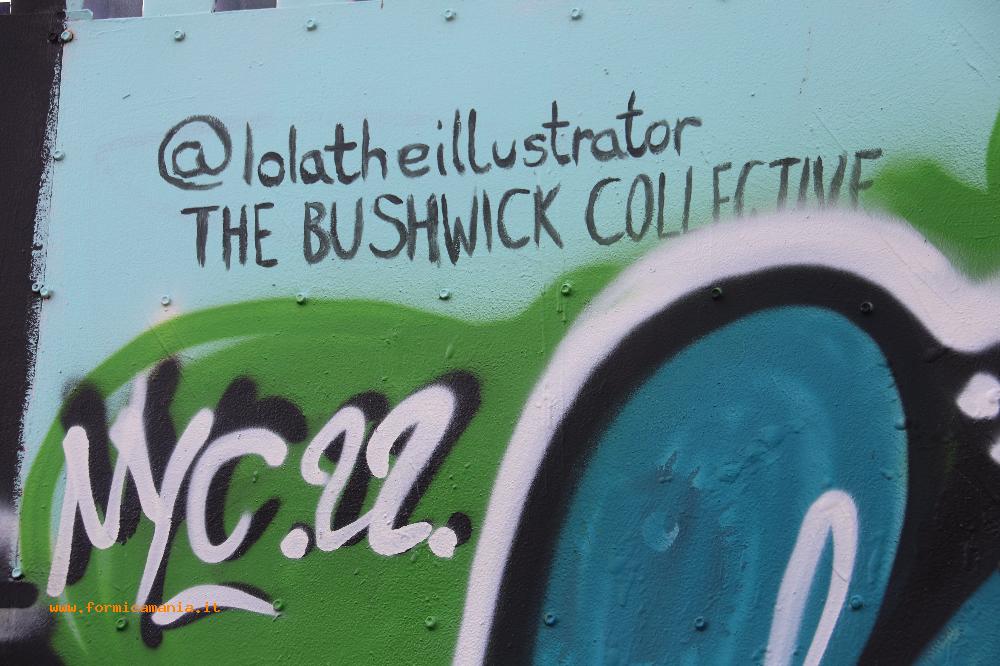 @lolatheillustrator
THE BUSHWICK COLLECTIVE
NYC.22.
www.formicamania.it